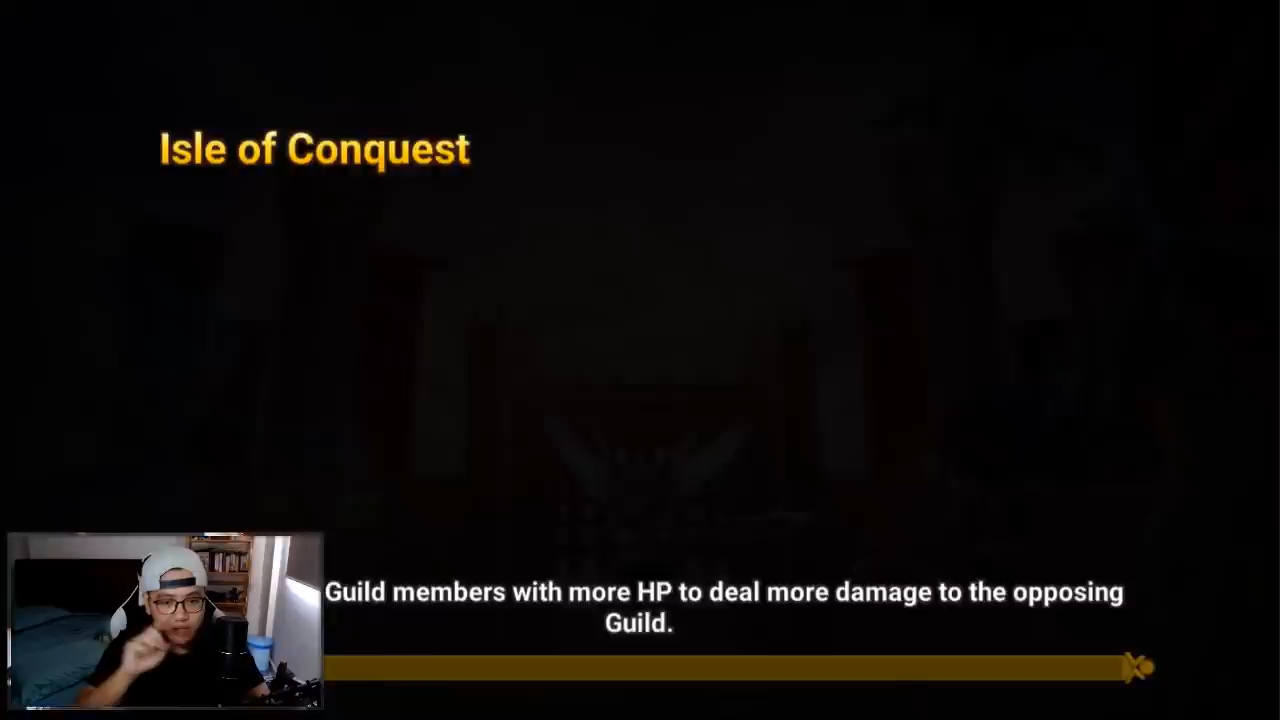 Isle of Conquest
Guild members with more HP to deal more damage to the opposing
Guild.